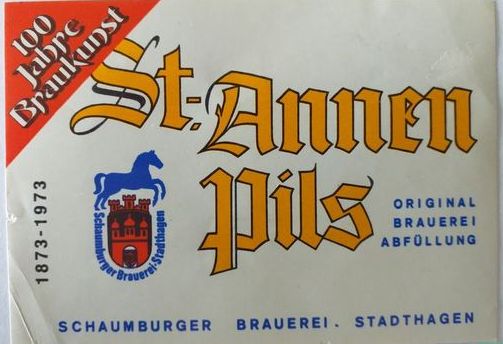 100
Jahre
Braukunst
St.-Annen
Pils
1873-1973
Schaumburger Brauerei-Stadthagen
ORIGINAL
BRAUEREI
ABFÜLLUNG
SCHAUMBURGER BRAUEREI. STADTHAGEN